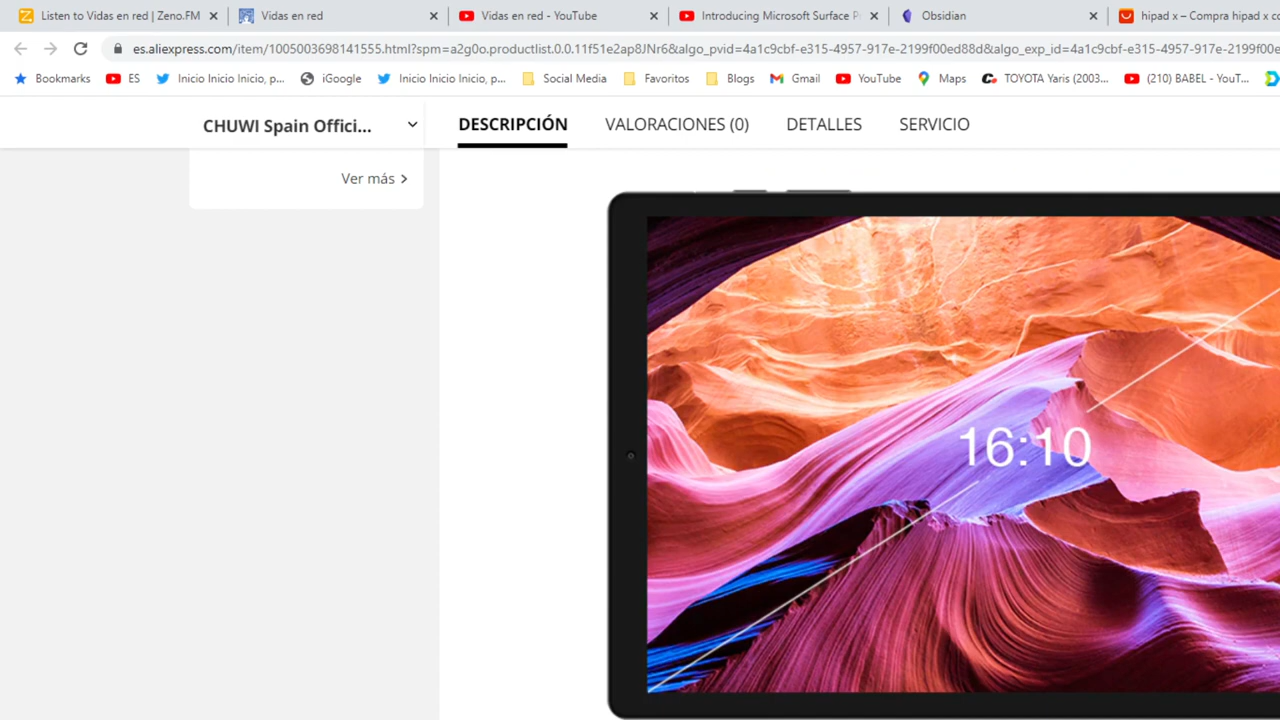 Listen to Vidas en red | Zeno.FM
Vidas en red
Vidas en red - YouTube
Introducing Microsoft Surface P
Obsidian
hipad x – Compra hipad x co
es.aliexpress.com/item/1005003698141555.html?spm=a2g0o.productlist.0.0.11f51e2ap8JNr6&algo_pvid=4a1c9cbf-e315-4957-917e-2199f00ed88d&algo_exp_id=4a1c9cbf-e315-4957-917e-2199f00e
Bookmarks
ES
Inicio Inicio Inicio, p...
iGoogle
Inicio Inicio Inicio, p...
Social Media
Favoritos
Blogs
Gmail
YouTube
Maps
TOYOTA Yaris (2003...
(210) BABEL - YouT...
CHUWI Spain Offici...
DESCRIPCIÓN
VALORACIONES (0)
DETALLES
SERVICIO
Ver más
16:10